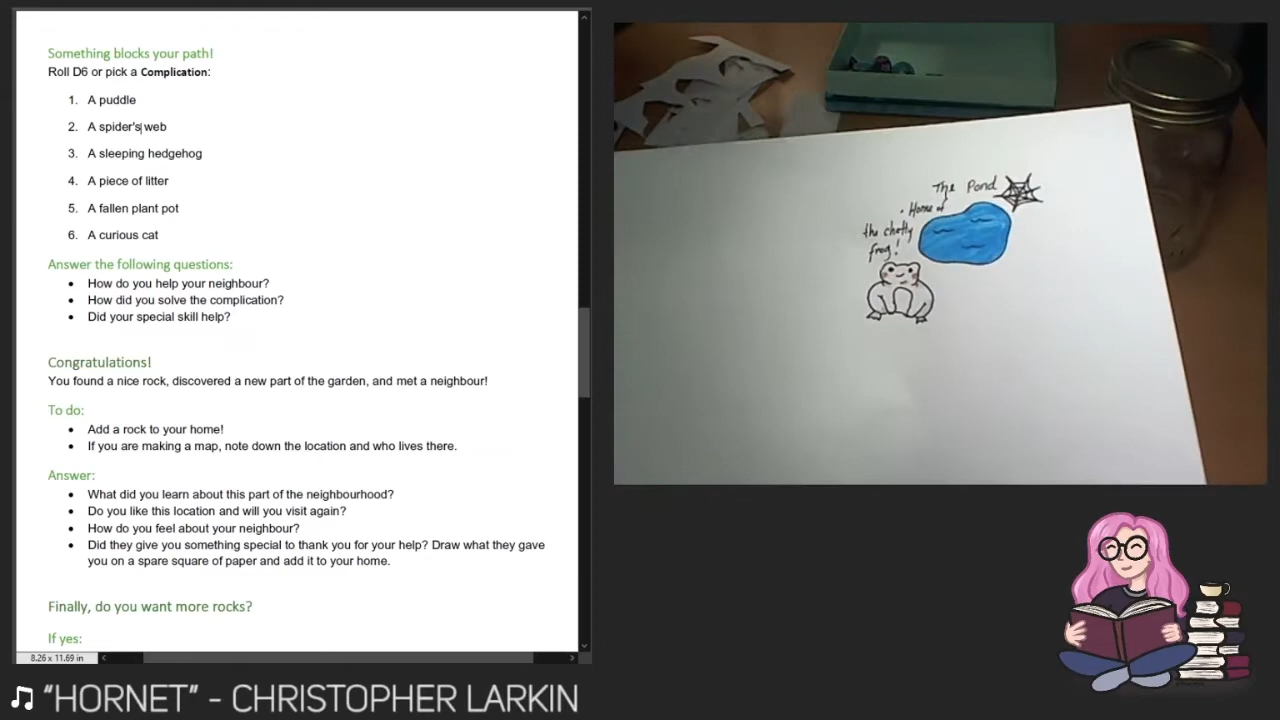 Something blocks your path!
Roll D6 or pick a Complication:
1. A puddle
2. A spider's web
3. A sleeping hedgehog
4. A piece of litter
5. A fallen plant pot
6. A curious cat
Answer the following questions:
• How do you help your neighbour?
• How did you solve the complication?
• Did your special skill help?
Congratulations!
You found a nice rock, discovered a new part of the garden, and met a neighbour!
To do:
• Add a rock to your home!
• If you are making a map, note down the location and who lives there.
Answer:
• What did you learn about this part of the neighbourhood?
• Do you like this location and will you visit again?
• How do you feel about your neighbour?
• Did they give you something special to thank you for your help? Draw what they gave
you on a spare square of paper and add it to your home.
Finally, do you want more rocks?
If yes:
8.26 x 11.69 in
The Pond
• Home of
the chatty
frog!
"HORNET" - CHRISTOPHER LARKIN